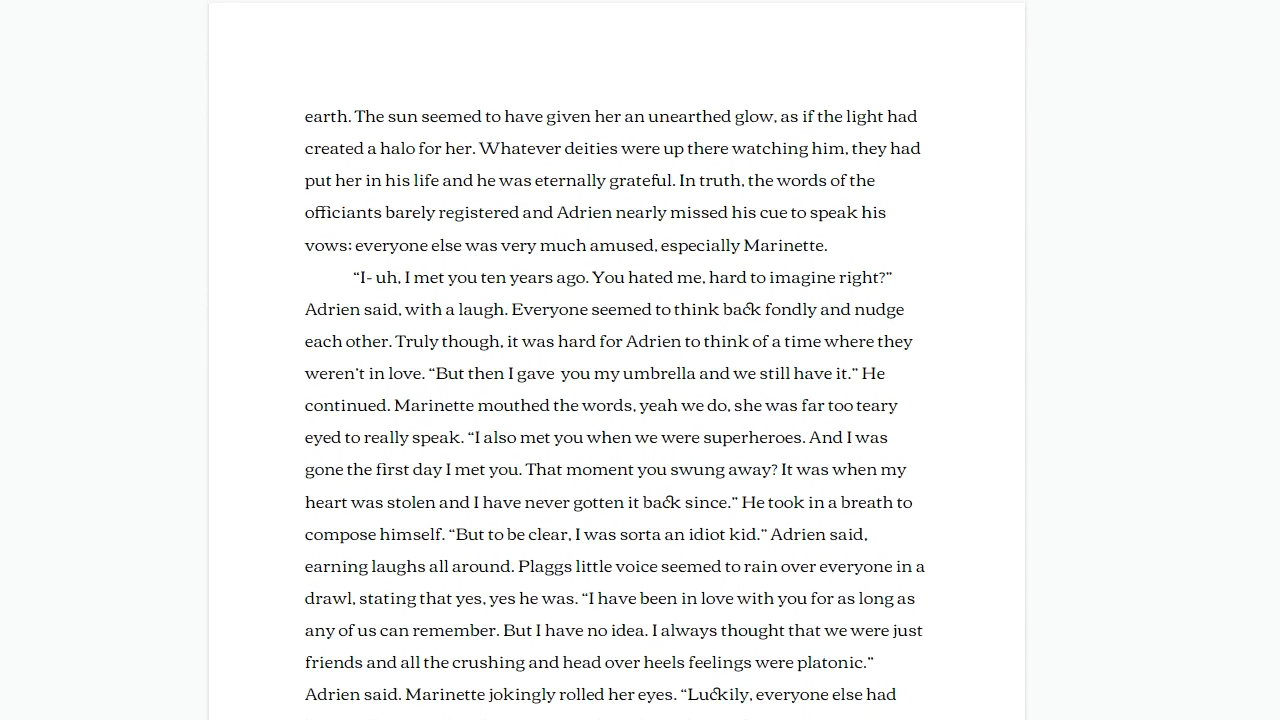 earth. The sun seemed to have given her an unearthed glow, as if the light had
created a halo for her. Whatever deities were up there watching him, they had
put her in his life and he was eternally grateful. In truth, the words of the
officiants barely registered and Adrien nearly missed his cue to speak his
vows; everyone else was very much amused, especially Marinette.
“I- uh, I met you ten years ago. You hated me, hard to imagine right?”
Adrien said, with a laugh. Everyone seemed to think back fondly and nudge
each other. Truly though, it was hard for Adrien to think of a time where they
weren’t in love. “But then I gave  you my umbrella and we still have it.” He
continued. Marinette mouthed the words, yeah we do, she was far too teary
eyed to really speak. “I also met you when we were superheroes. And I was
gone the first day I met you. That moment you swung away? It was when my
heart was stolen and I have never gotten it back since.” He took in a breath to
compose himself. “But to be clear, I was sorta an idiot kid.” Adrien said,
earning laughs all around. Plaggs little voice seemed to rain over everyone in a
drawl, stating that yes, yes he was. “I have been in love with you for as long as
any of us can remember. But I have no idea. I always thought that we were just
friends and all the crushing and head over heels feelings were platonic.”
Adrien said. Marinette jokingly rolled her eyes. “Luckily, everyone else had